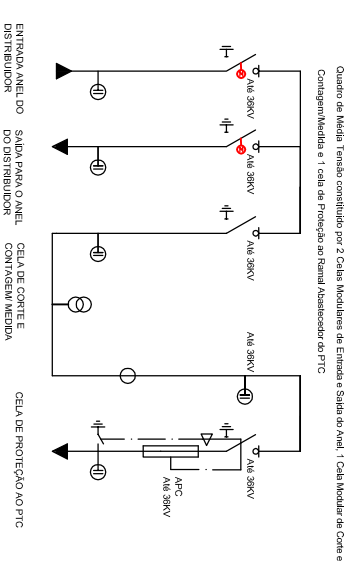 Quadro de Média Tensão constituido por 2 Celas Modulares de Entrada e Saída do Anel, 1 Cela Modular de Corte e
Contagem/Medida e 1 cela de Proteção ao Ramal Abastecedor do PTC
Até 36KV
Até 36KV
Até 36KV
Até 36KV
Até 36KV
APC
Até 36KV
ENTRADA ANEL DO
DISTRIBUIDOR
SAÍDA PARA O ANEL
DO DISTRIBUIDOR
CELA DE CORTE E
CONTAGEM/ MEDIDA
CELA DE PROTEÇÃO AO PTC